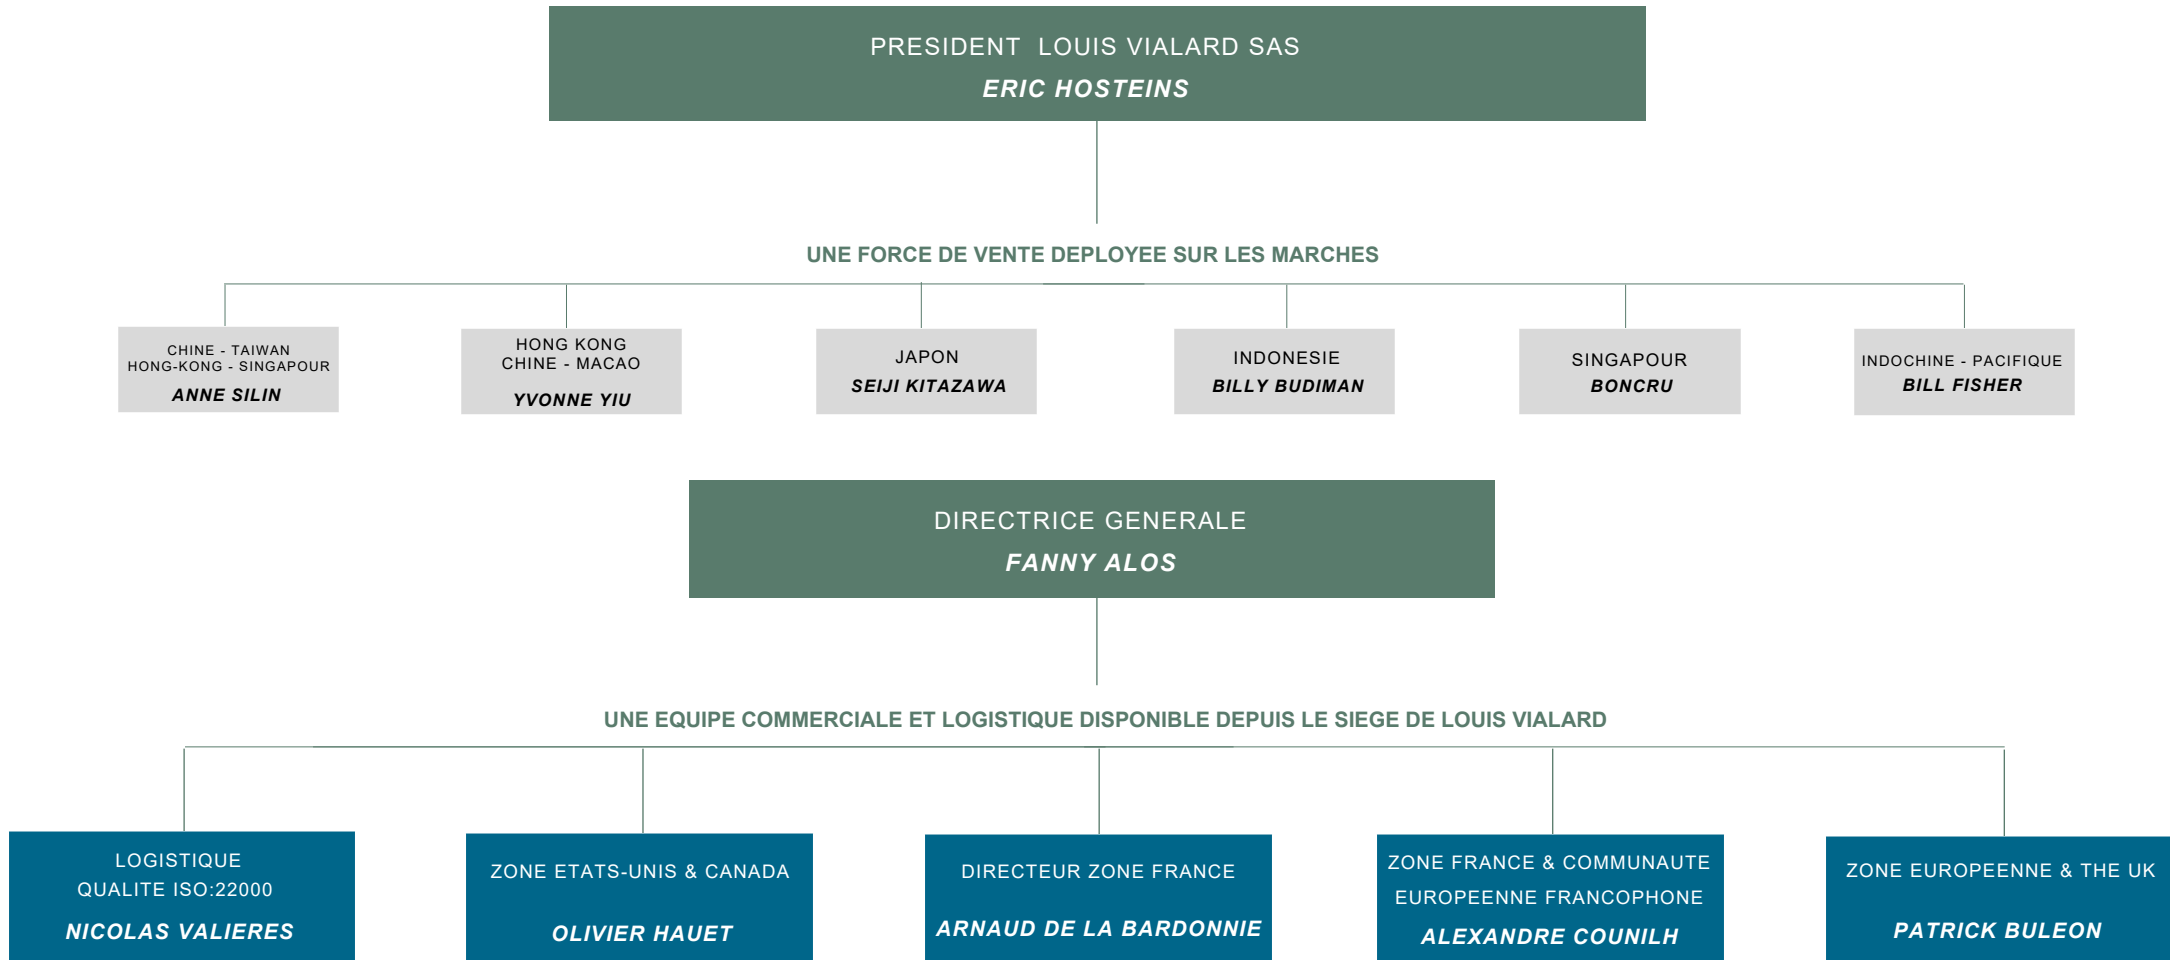 PRESIDENT LOUIS VIALARD SAS
ERIC HOSTEINS
UNE FORCE DE VENTE DEPLOYEE SUR LES MARCHES
CHINE - TAIWAN
HONG-KONG - SINGAPOUR
ANNE SILIN
HONG KONG
CHINE - MACAO
YVONNE YIU
JAPON
SEIJI KITAZAWA
INDONESIE
BILLY BUDIMAN
SINGAPOUR
BONCRU
INDOCHINE - PACIFIQUE
BILL FISHER
DIRECTRICE GENERALE
FANNY ALOS
UNE EQUIPE COMMERCIALE ET LOGISTIQUE DISPONIBLE DEPUIS LE SIEGE DE LOUIS VIALARD
LOGISTIQUE
QUALITE ISO:22000
NICOLAS VALIERES
ZONE ETATS-UNIS & CANADA
OLIVIER HAUET
DIRECTEUR ZONE FRANCE
ARNAUD DE LA BARDONNIE
ZONE FRANCE & COMMUNAUTE
EUROPEENNE FRANCOPHONE
ALEXANDRE COUNILH
ZONE EUROPEENNE & THE UK
PATRICK BULEON